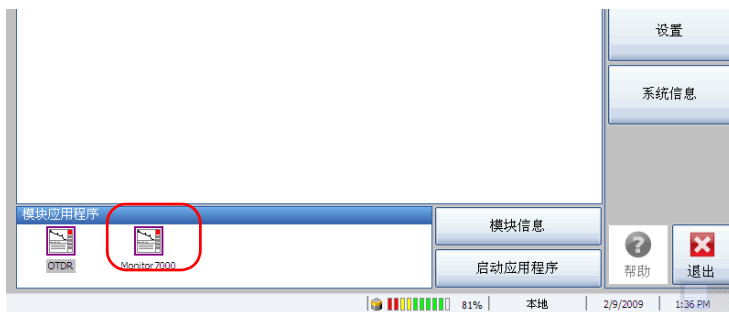 设置
系统信息
模块应用程序
OTDR
Monitor 7000
模块信息
启动应用程序
帮助
退出
81%
本地
2/9/2009
1:36 PM